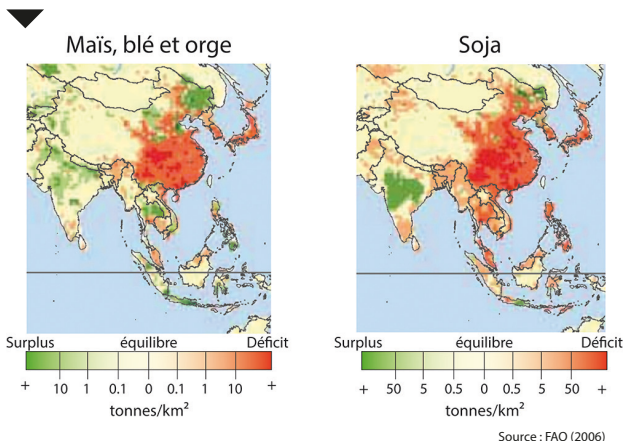 Maïs, blé et orge
Surplus équilibre Déficit
+ 10 1 0.1 0 0.1 1 10 +
tonnes/km²
Soja
Surplus équilibre Déficit
+ 50 5 0.5 0 0.5 5 50 +
tonnes/km²
Source : FAO (2006)